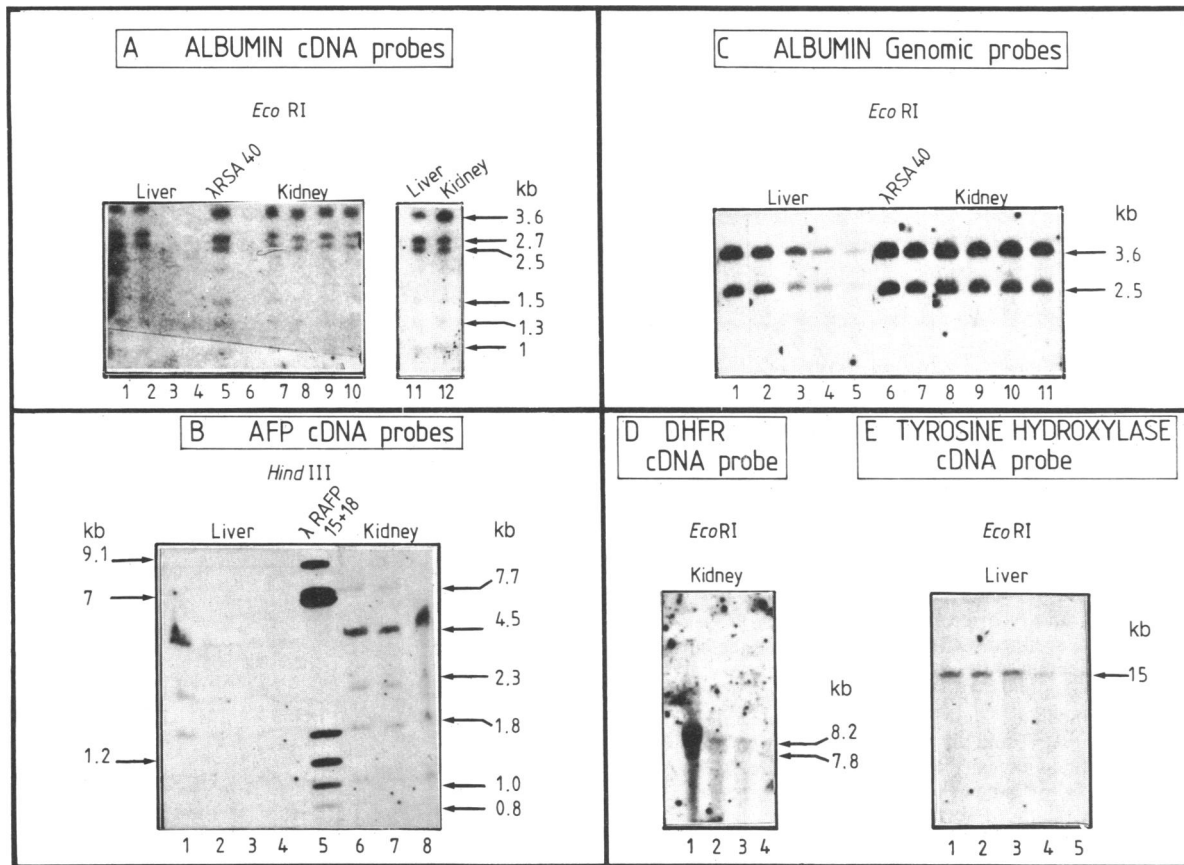 A ALBUMIN cDNA probes
Eco RI
Liver λRSA 40 Kidney
Liver Kidney kb
3.6
2.7
2.5
1.5
1.3
1
1 2 3 4 5 6 7 8 9 10 11 12
C ALBUMIN Genomic probes
Eco RI
Liver λRSA 40 Kidney
kb
3.6
2.5
1 2 3 4 5 6 7 8 9 10 11
B AFP cDNA probes
Hind III
Liver λ RAFP 15+18 Kidney
kb
9.1
7
1.2
kb
7.7
4.5
2.3
1.8
1.0
0.8
1 2 3 4 5 6 7 8
D DHFR
cDNA probe
EcoRI
Kidney
kb
8.2
7.8
1 2 3 4
E TYROSINE HYDROXYLASE
cDNA probe
EcoRI
Liver
kb
15
1 2 3 4 5